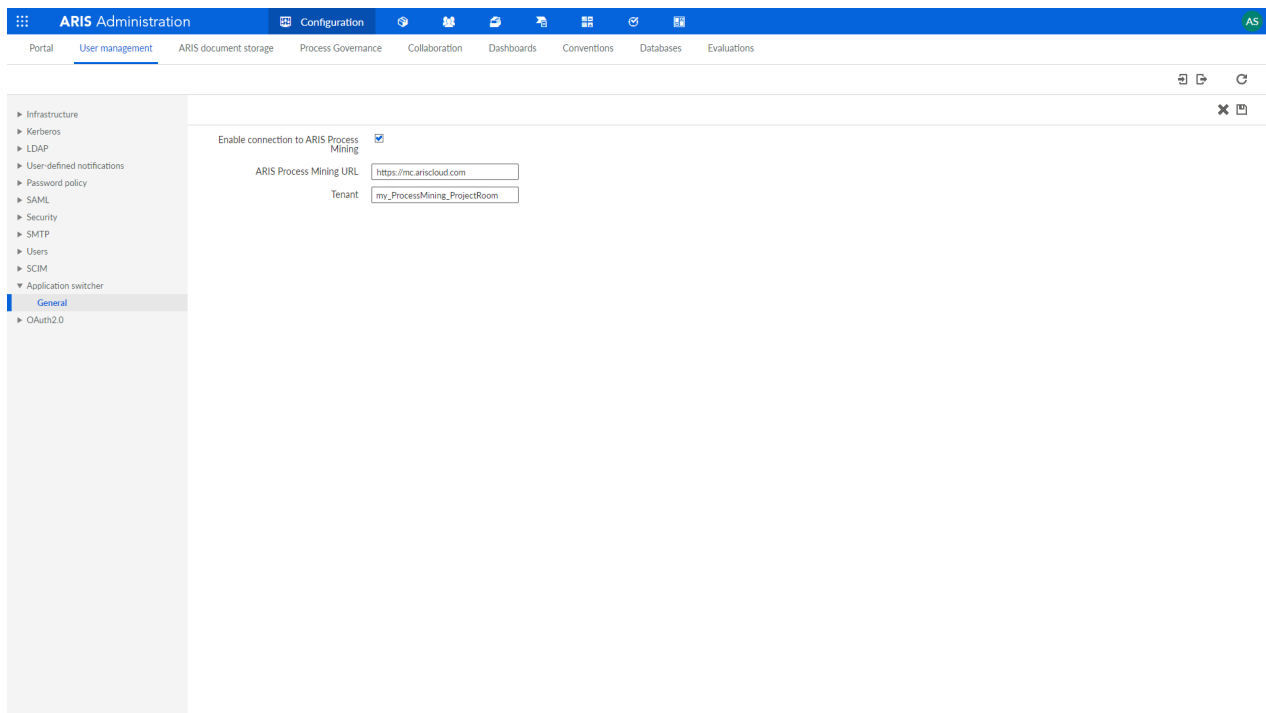 ARIS Administration
Configuration
AS
Portal User management ARIS document storage Process Governance Collaboration Dashboards Conventions Databases Evaluations
Infrastructure
Kerberos
LDAP
User-defined notifications
Password policy
SAML
Security
SMTP
Users
SCIM
Application switcher
General
OAuth2.0
Enable connection to ARIS Process
Mining
ARIS Process Mining URL https://mc.ariscloud.com
Tenant my_ProcessMining_ProjectRoom